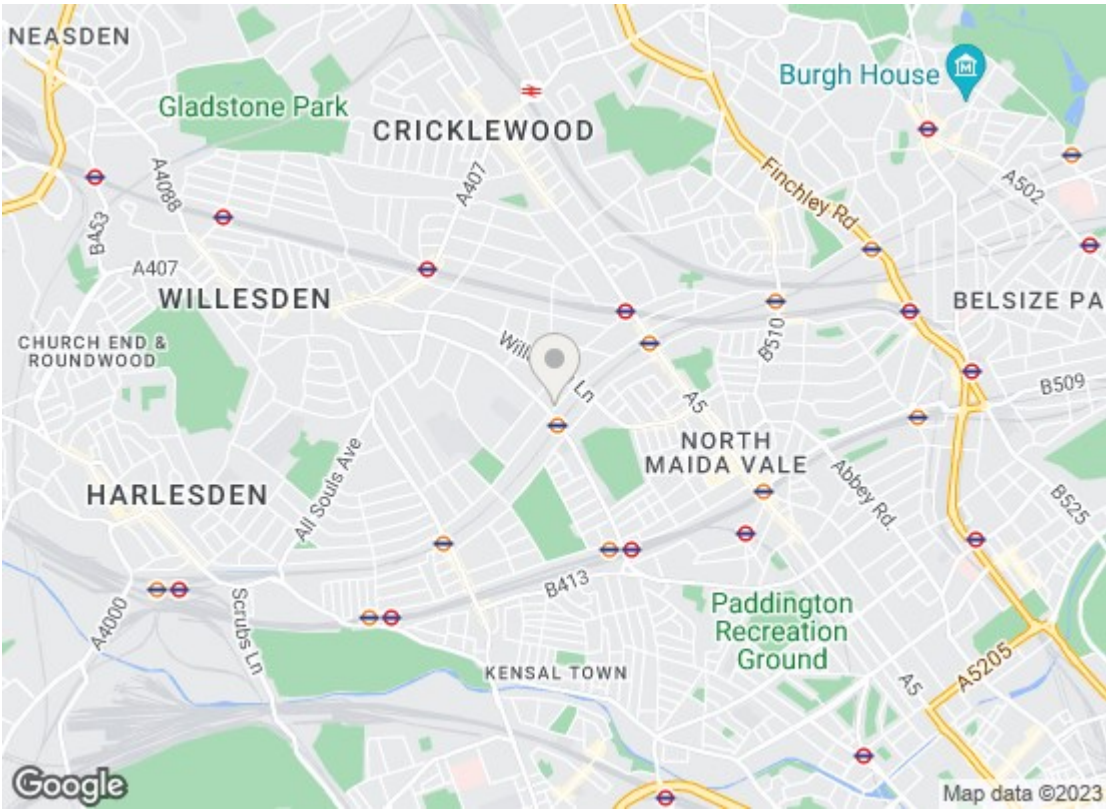 NEASDEN
Burgh House
Gladstone Park
CRICKLEWOOD
A4088
A407
Finchley Rd
A502
B453
A407
WILLESDEN
BELSIZE PA
CHURCH END &
ROUNDWOOD
B510
Ln
B509
A5
NORTH
MAIDA VALE
HARLESDEN
All Souls Ave
Abbey Rd.
B525
B413
Scrubs Ln
A4000
Paddington
Recreation
Ground
KENSAL TOWN
A5205
A5
Google
Map data ©2023